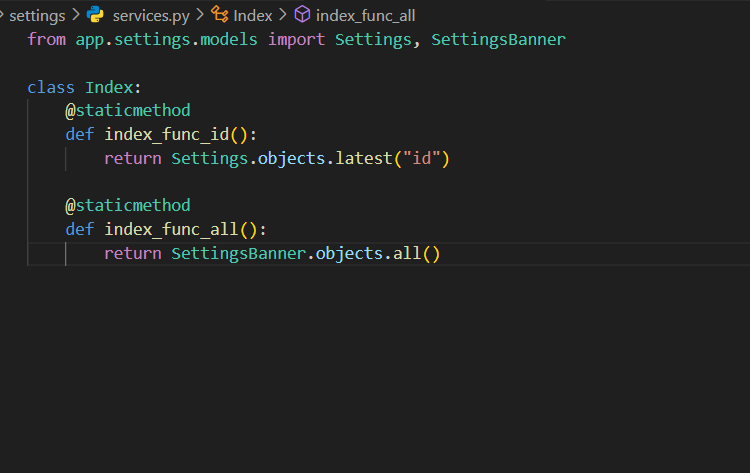 settings > services.py > Index > index_func_all
from app.settings.models import Settings, SettingsBanner
class Index:
    @staticmethod
    def index_func_id():
        return Settings.objects.latest("id")
    @staticmethod
    def index_func_all():
        return SettingsBanner.objects.all()